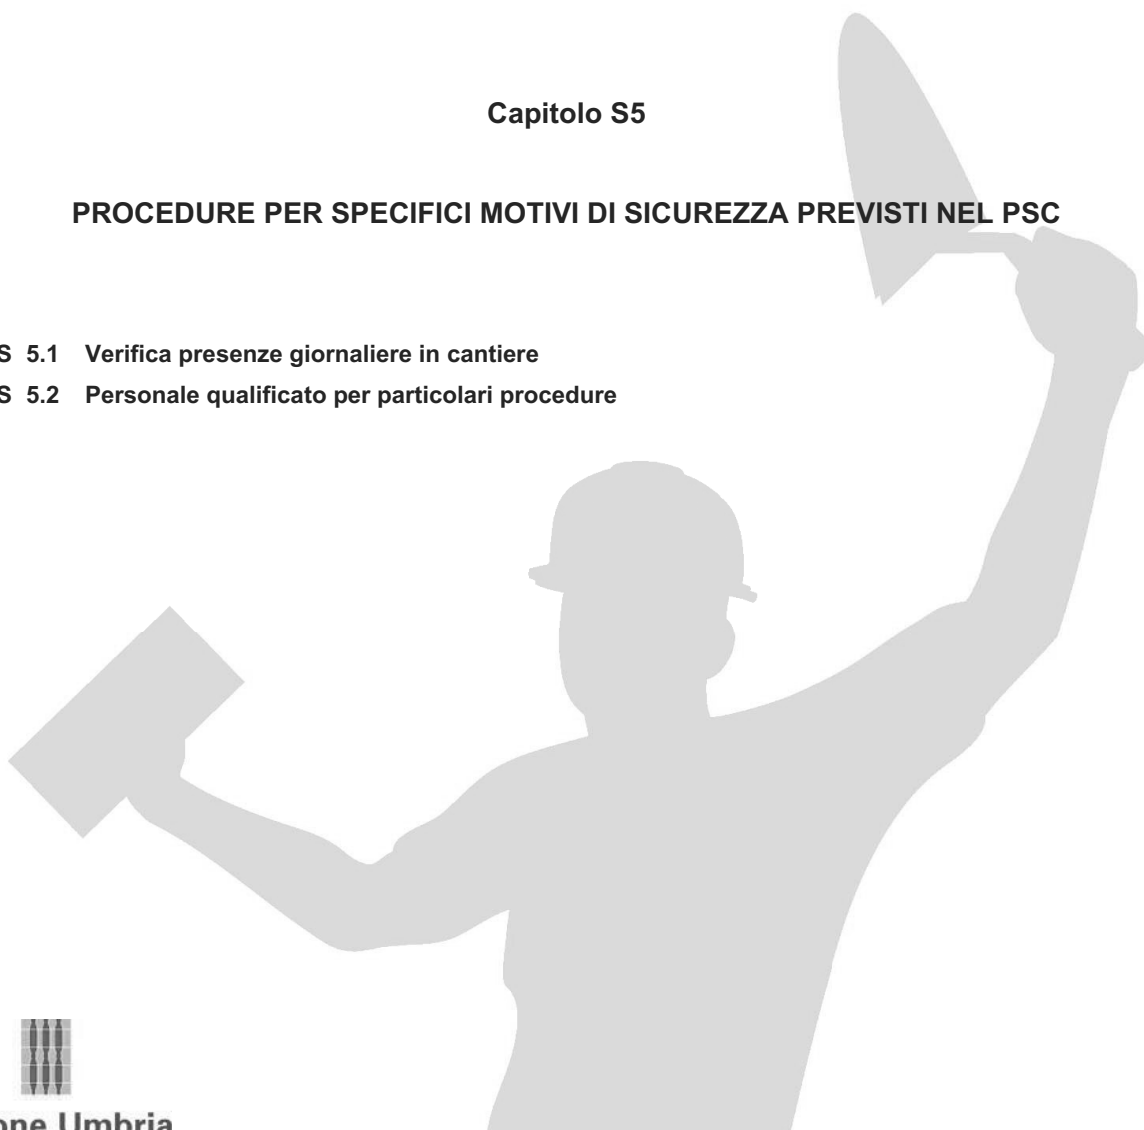 Capitolo S5
PROCEDURE PER SPECIFICI MOTIVI DI SICUREZZA PREVISTI NEL PSC
S 5.1 Verifica presenze giornaliere in cantiere
S 5.2 Personale qualificato per particolari procedure
one Umbria